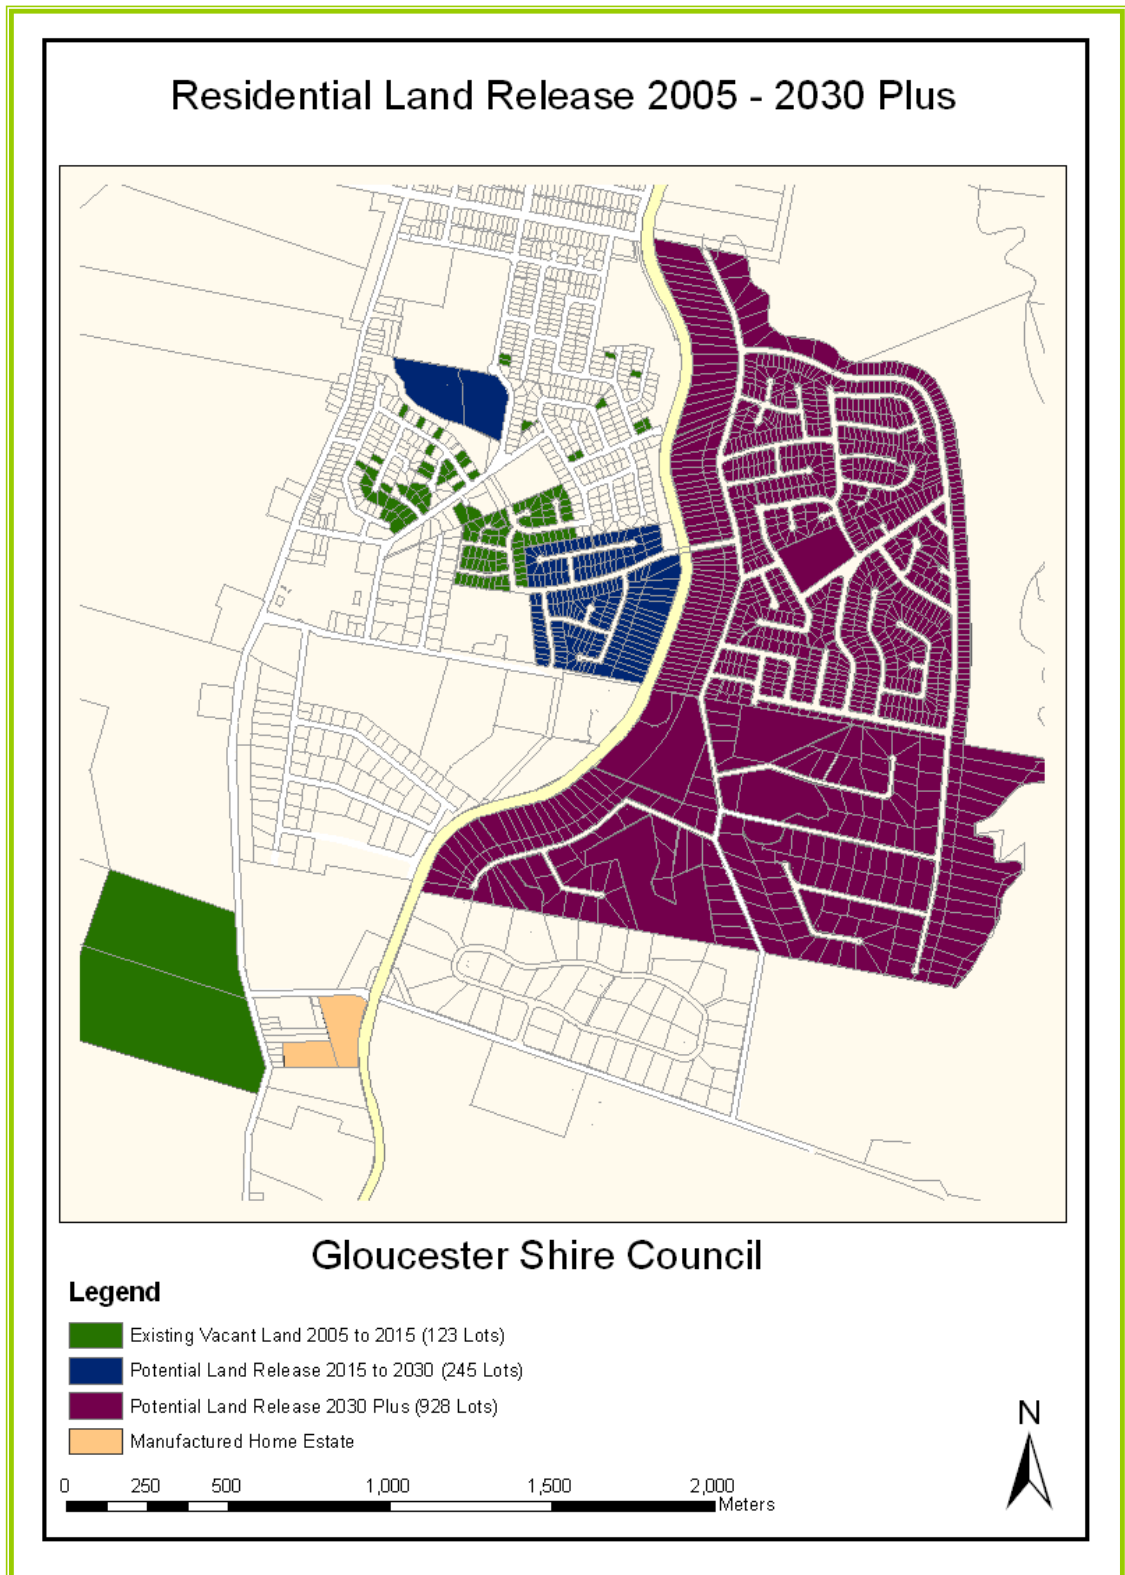 Residential Land Release 2005 - 2030 Plus
Gloucester Shire Council
Legend
Existing Vacant Land 2005 to 2015 (123 Lots)
Potential Land Release 2015 to 2030 (245 Lots)
Potential Land Release 2030 Plus (928 Lots)
Manufactured Home Estate
N
0 250 500 1,000 1,500 2,000
Meters